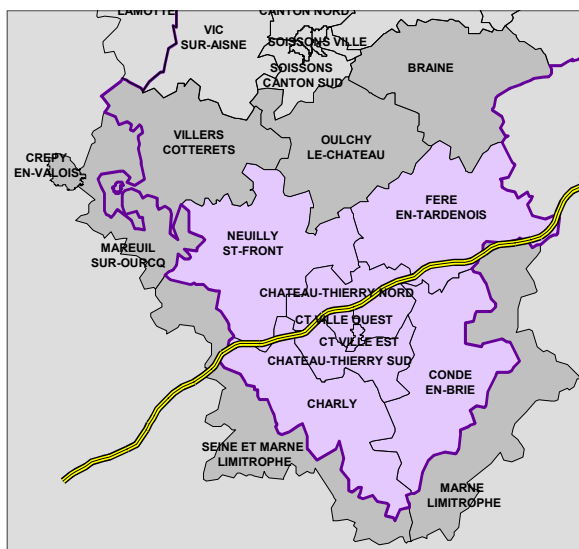 LAMOTTE
CANTON NORD
VIC
SUR-AISNE
SOISSONS VILLE
SOISSONS
CANTON SUD
BRAINE
VILLERS
COTTERETS
OULCHY
LE-CHATEAU
CREPY
EN-VALOIS
FERE
EN-TARDENOIS
NEUILLY
ST-FRONT
MAREUIL
SUR-OURCQ
CHATEAU-THIERRY NORD
CT VILLE OUEST
CT VILLE EST
CHATEAU-THIERRY SUD
CONDE
EN-BRIE
CHARLY
SEINE ET MARNE
LIMITROPHE
MARNE
LIMITROPHE